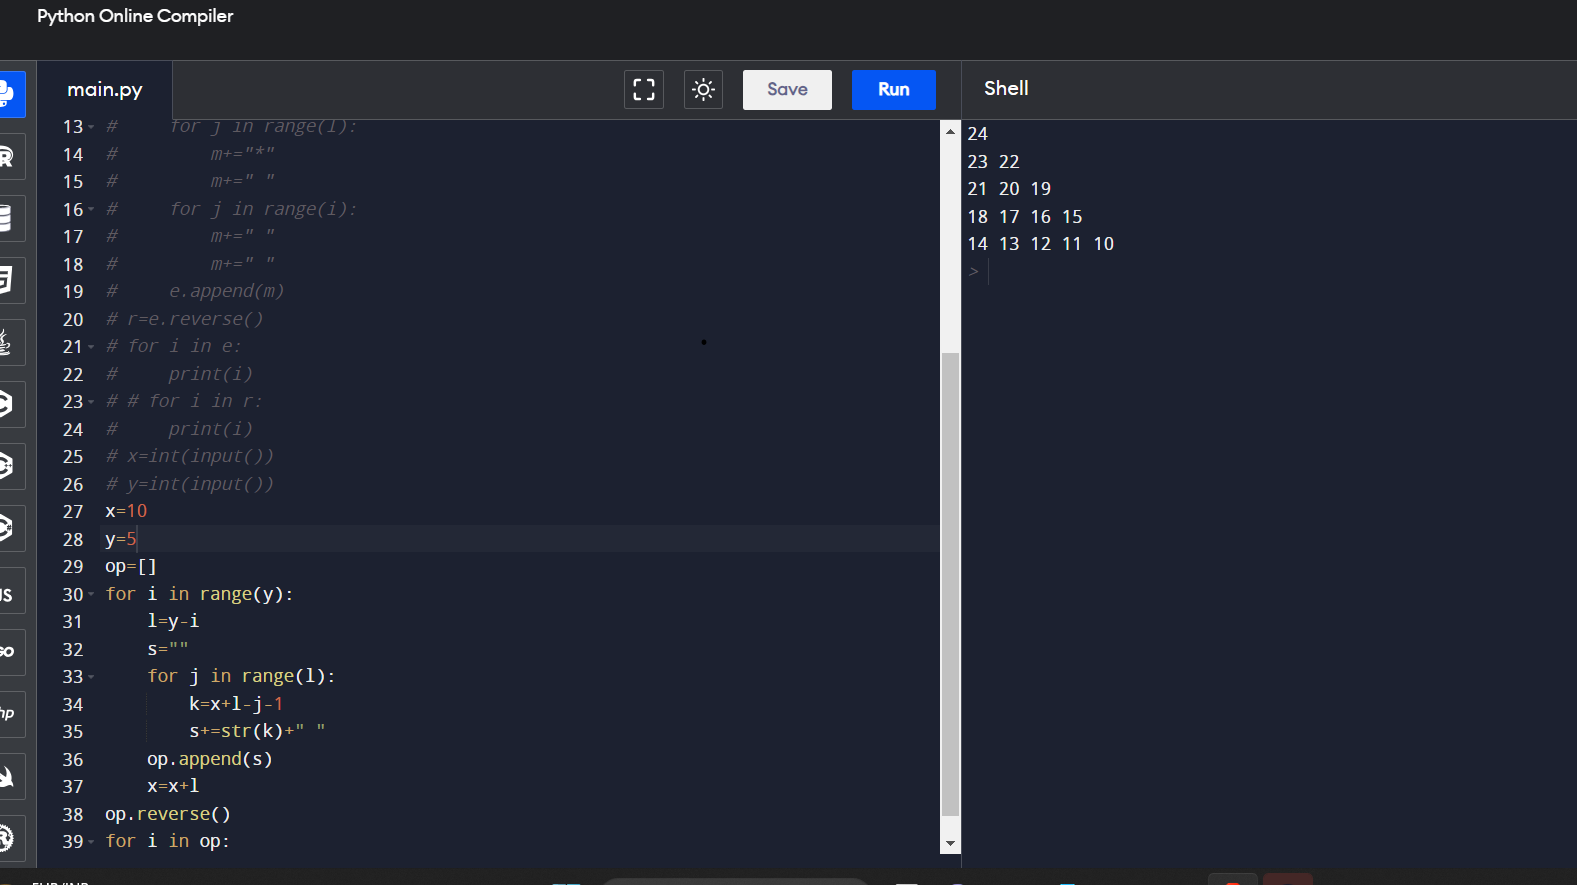 Python Online Compiler
main.py
Save
Run
Shell
13 #     for j in range(l):
14 #         m+="*"
15 #         m+=" "
16 #     for j in range(i):
17 #         m+=" "
18 #         m+=" "
19 #     e.append(m)
20 # r=e.reverse()
21 # for i in e:
22 #     print(i)
23 # # for i in r:
24 #     print(i)
25 # x=int(input())
26 # y=int(input())
27 x=10
28 y=5
29 op=[]
30 for i in range(y):
31     l=y-i
32     s=""
33     for j in range(l):
34         k=x+l-j-1
35         s+=str(k)+" "
36     op.append(s)
37     x=x+l
38 op.reverse()
39 for i in op:
24
23 22
21 20 19
18 17 16 15
14 13 12 11 10
>